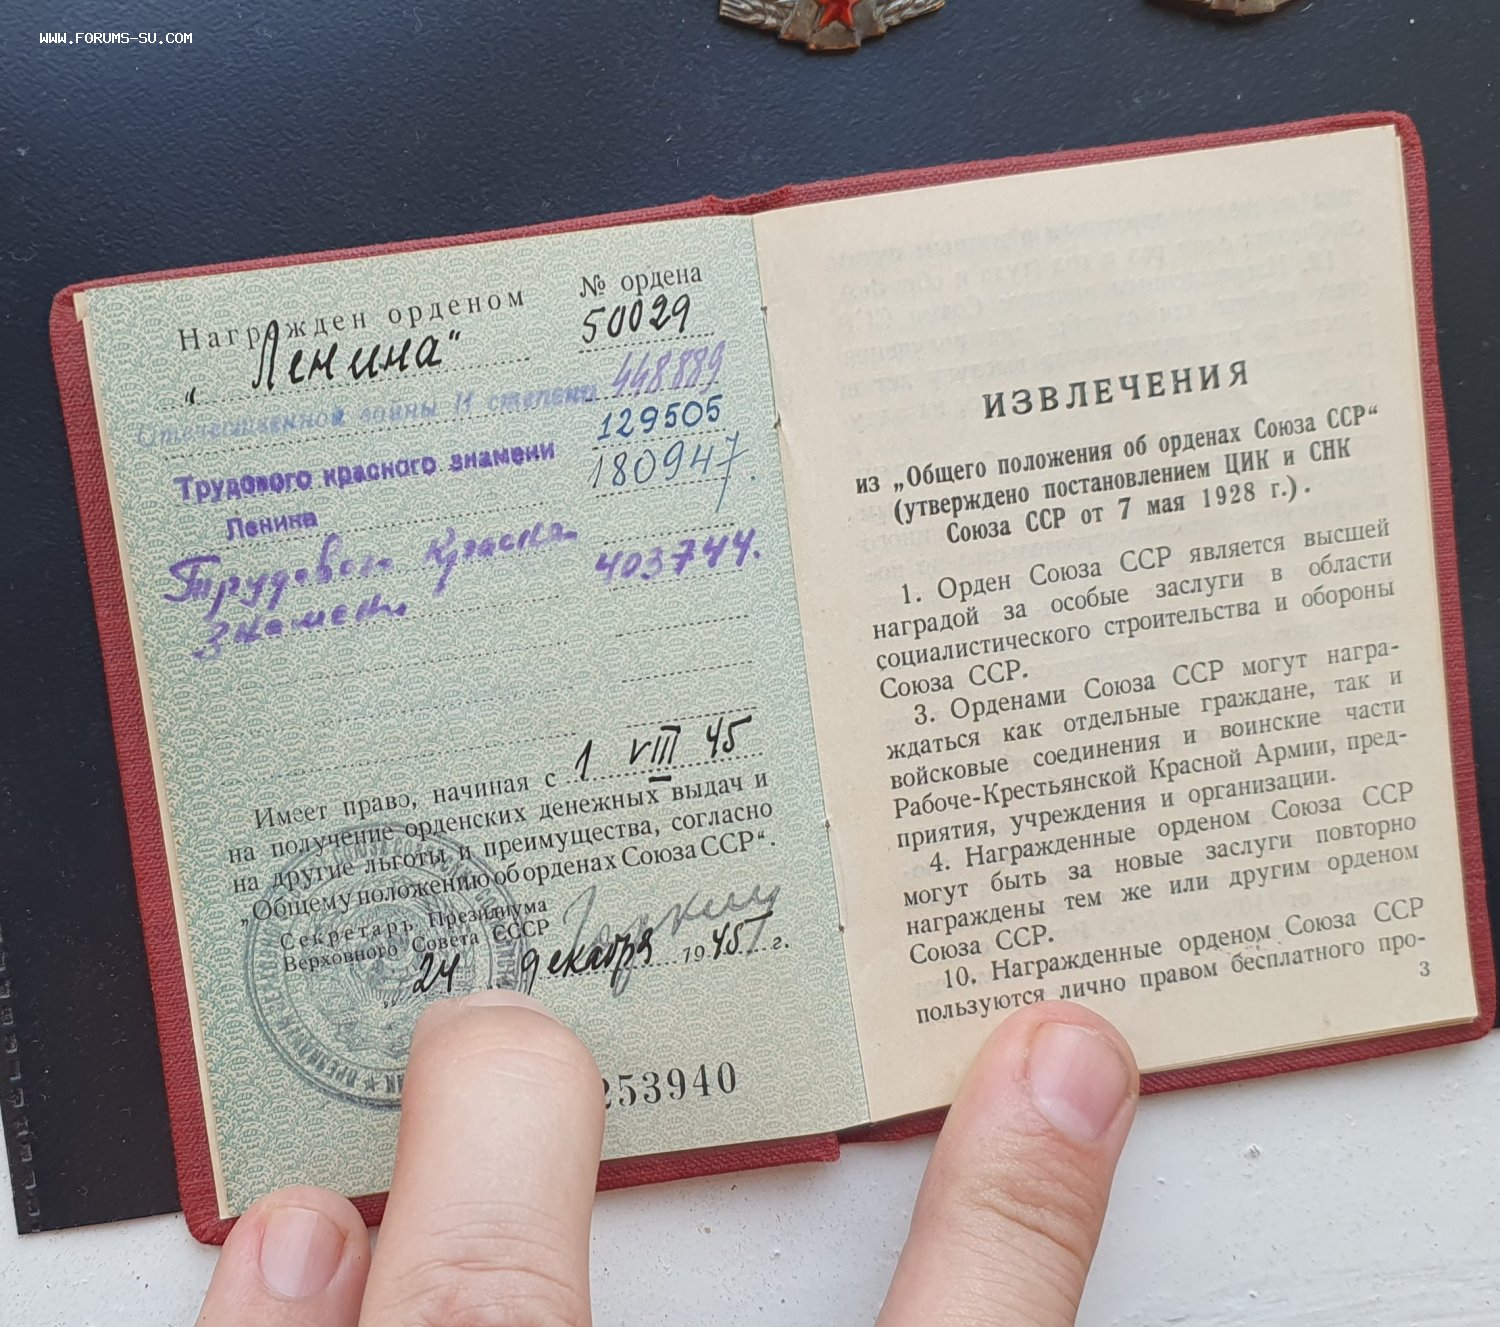 WWW.FORUMS-SU.COM
Награжден орденом № ордена
„Ленина“ 50029
Отечественной войны II степени 448889
Трудового красного знамени 129505
Ленина 180947.
Трудового Красного 403744.
Знамени
Имеет право, начиная с 1 VIII 45
на получение орденских денежных выдач и
на другие льготы и преимущества, согласно
„Общему положению об орденах Союза ССР“.
Секретарь Президиума
Верховного Совета СССР
„24 декабря 1945 г.
253940
ИЗВЛЕЧЕНИЯ
из „Общего положения об орденах Союза ССР“
(утверждено постановлением ЦИК и СНК
Союза ССР от 7 мая 1928 г.).
1. Орден Союза ССР является высшей
наградой за особые заслуги в области
социалистического строительства и обороны
Союза ССР.
3. Орденами Союза ССР могут награ-
ждаться как отдельные граждане, так и
войсковые соединения и воинские части
Рабоче-Крестьянской Красной Армии, пред-
приятия, учреждения и организации.
4. Награжденные орденом Союза ССР
могут быть за новые заслуги повторно
награждены тем же или другим орденом
Союза ССР.
10. Награжденные орденом Союза ССР
пользуются лично правом бесплатного про-
3